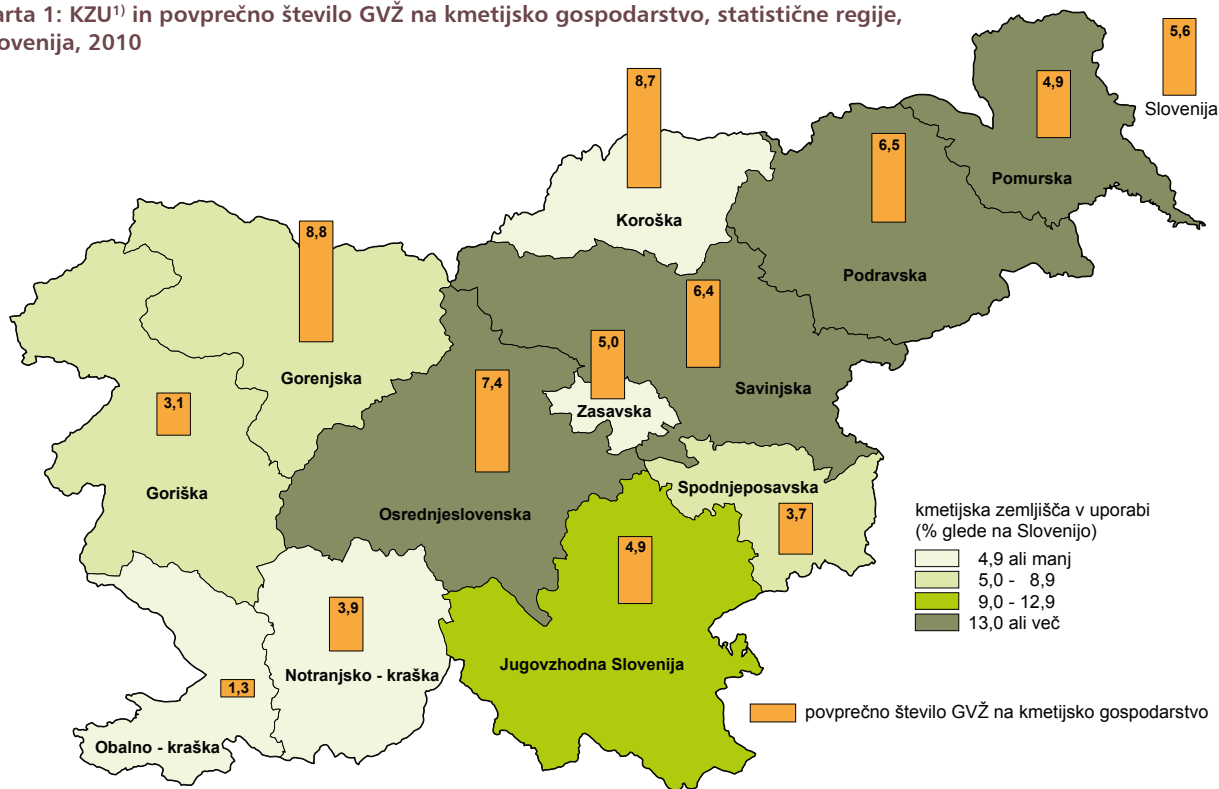 arta 1: KZU¹⁾ in povprečno število GVŽ na kmetijsko gospodarstvo, statistične regije,
ovenija, 2010
5,6
Slovenija
4,9
Pomurska
8,7
Koroška
6,5
Podravska
8,8
Gorenjska
6,4
Savinjska
5,0
Zasavska
7,4
Osrednjeslovenska
3,1
Goriška
Spodnjeposavska
3,7
4,9
Jugovzhodna Slovenija
3,9
Notranjsko - kraška
1,3
Obalno - kraška
kmetijska zemljišča v uporabi
(% glede na Slovenijo)
4,9 ali manj
5,0 - 8,9
9,0 - 12,9
13,0 ali več
povprečno število GVŽ na kmetijsko gospodarstvo